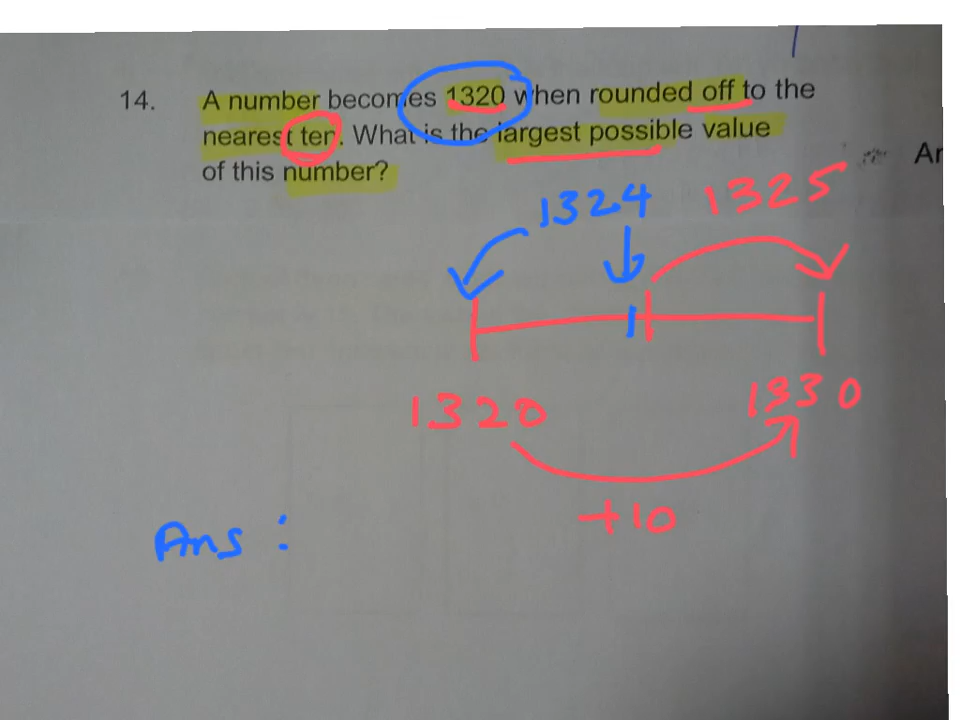 14. A number becomes 1320 when rounded off to the
nearest ten. What is the largest possible value
of this number?
Ar
1324 1325
1320 1330
+10
Ans :